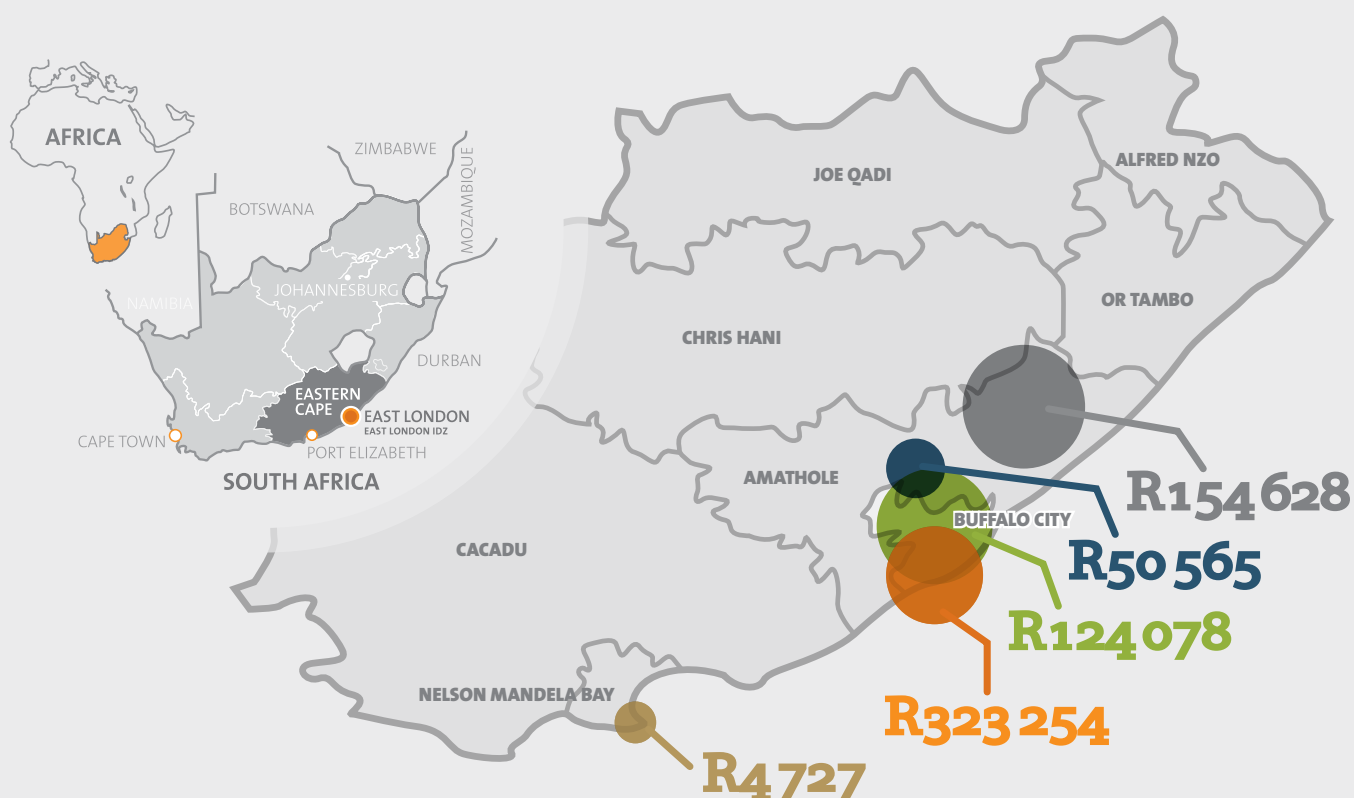 AFRICA
ZIMBABWE
MOZAMBIQUE
BOTSWANA
NAMIBIA
JOHANNESBURG
DURBAN
EASTERN
CAPE
EAST LONDON
EAST LONDON IDZ
CAPE TOWN
PORT ELIZABETH
SOUTH AFRICA
JOE QADI
ALFRED NZO
OR TAMBO
CHRIS HANI
AMATHOLE
BUFFALO CITY
CACADU
NELSON MANDELA BAY
R154 628
R50 565
R124 078
R323 254
R4 727